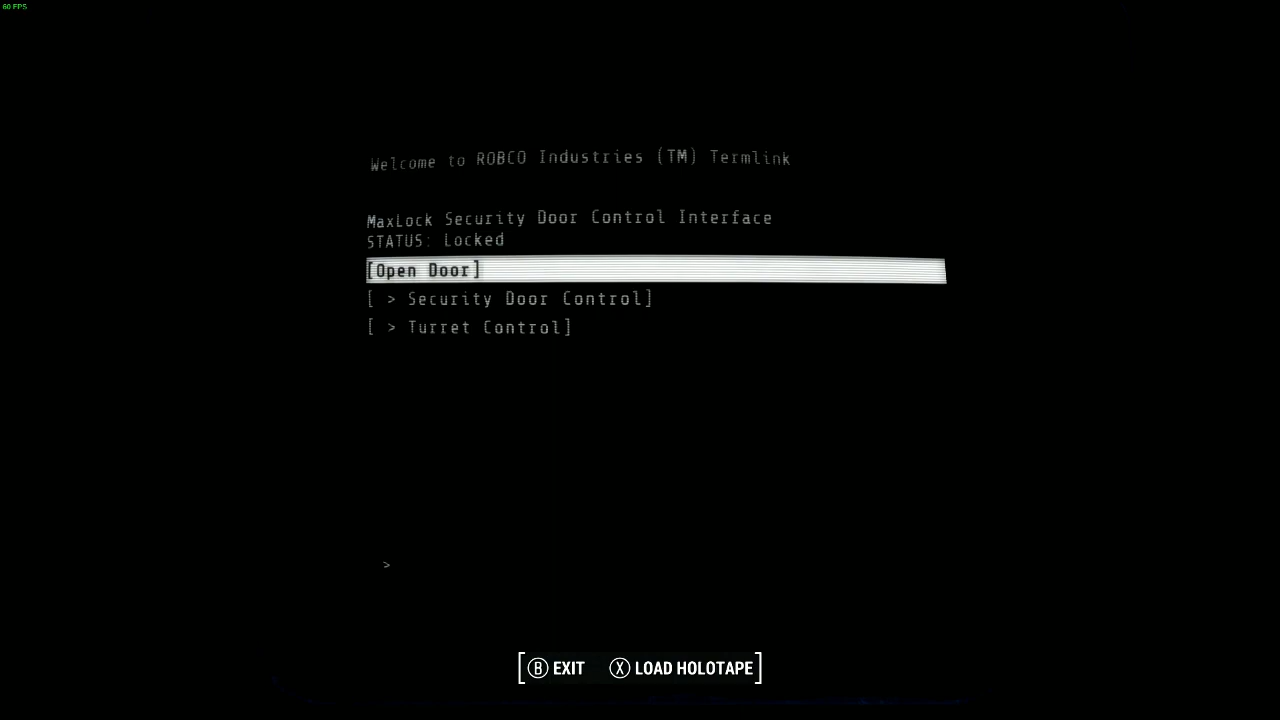 60 FPS
Welcome to ROBCO Industries (TM) Termlink
MaxLock Security Door Control Interface
STATUS: Locked
[Open Door]
[ > Security Door Control]
[ > Turret Control]
>
[Ⓑ EXIT Ⓧ LOAD HOLOTAPE]